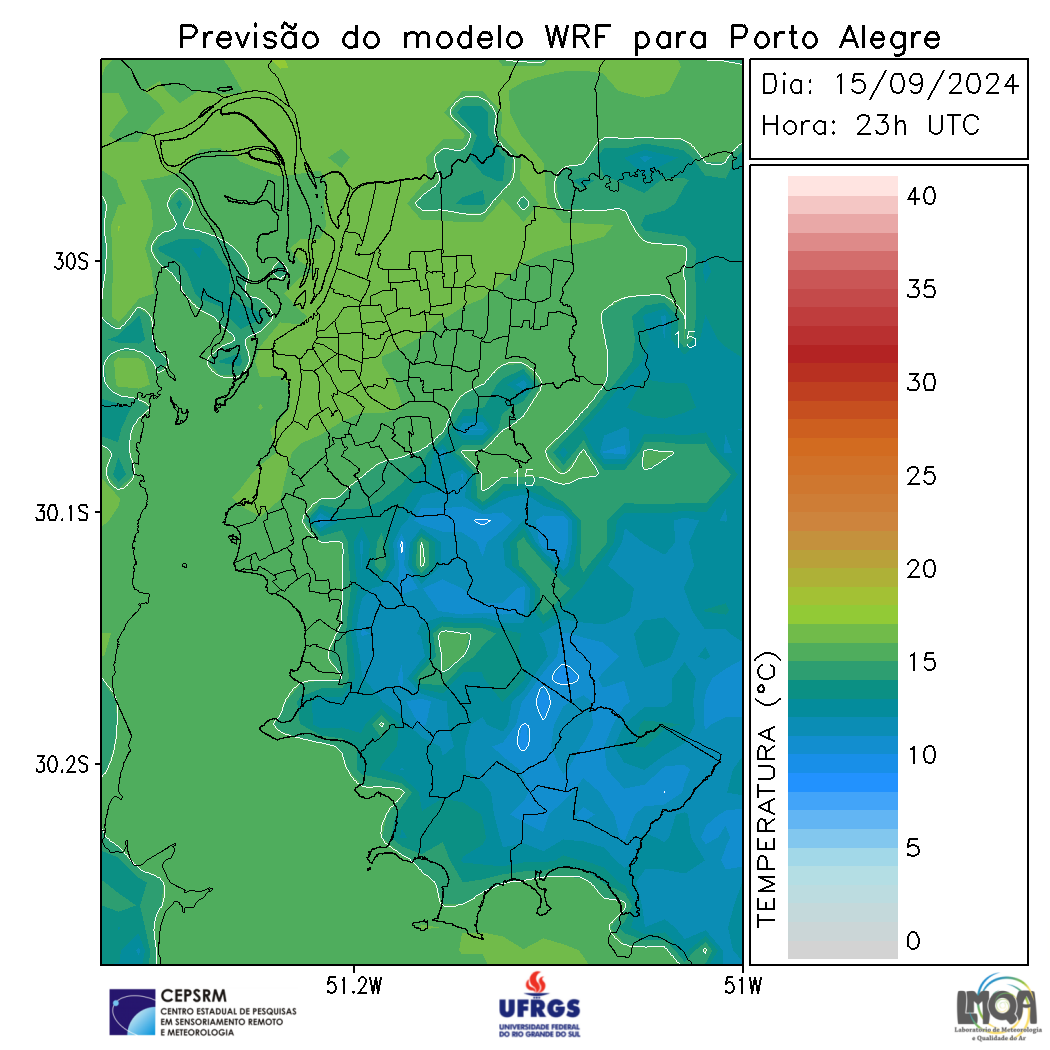 Previsão do modelo WRF para Porto Alegre
Dia: 15/09/2024
Hora: 23h UTC
30S
30.1S
30.2S
51.2W
51W
15
15
TEMPERATURA (°C)
40
35
30
25
20
15
10
5
0
CEPSRM
CENTRO ESTADUAL DE PESQUISAS
EM SENSORIAMENTO REMOTO
E METEOROLOGIA
UFRGS
UNIVERSIDADE FEDERAL
DO RIO GRANDE DO SUL
LMQA
Laboratório de Meteorologia
e Qualidade do Ar